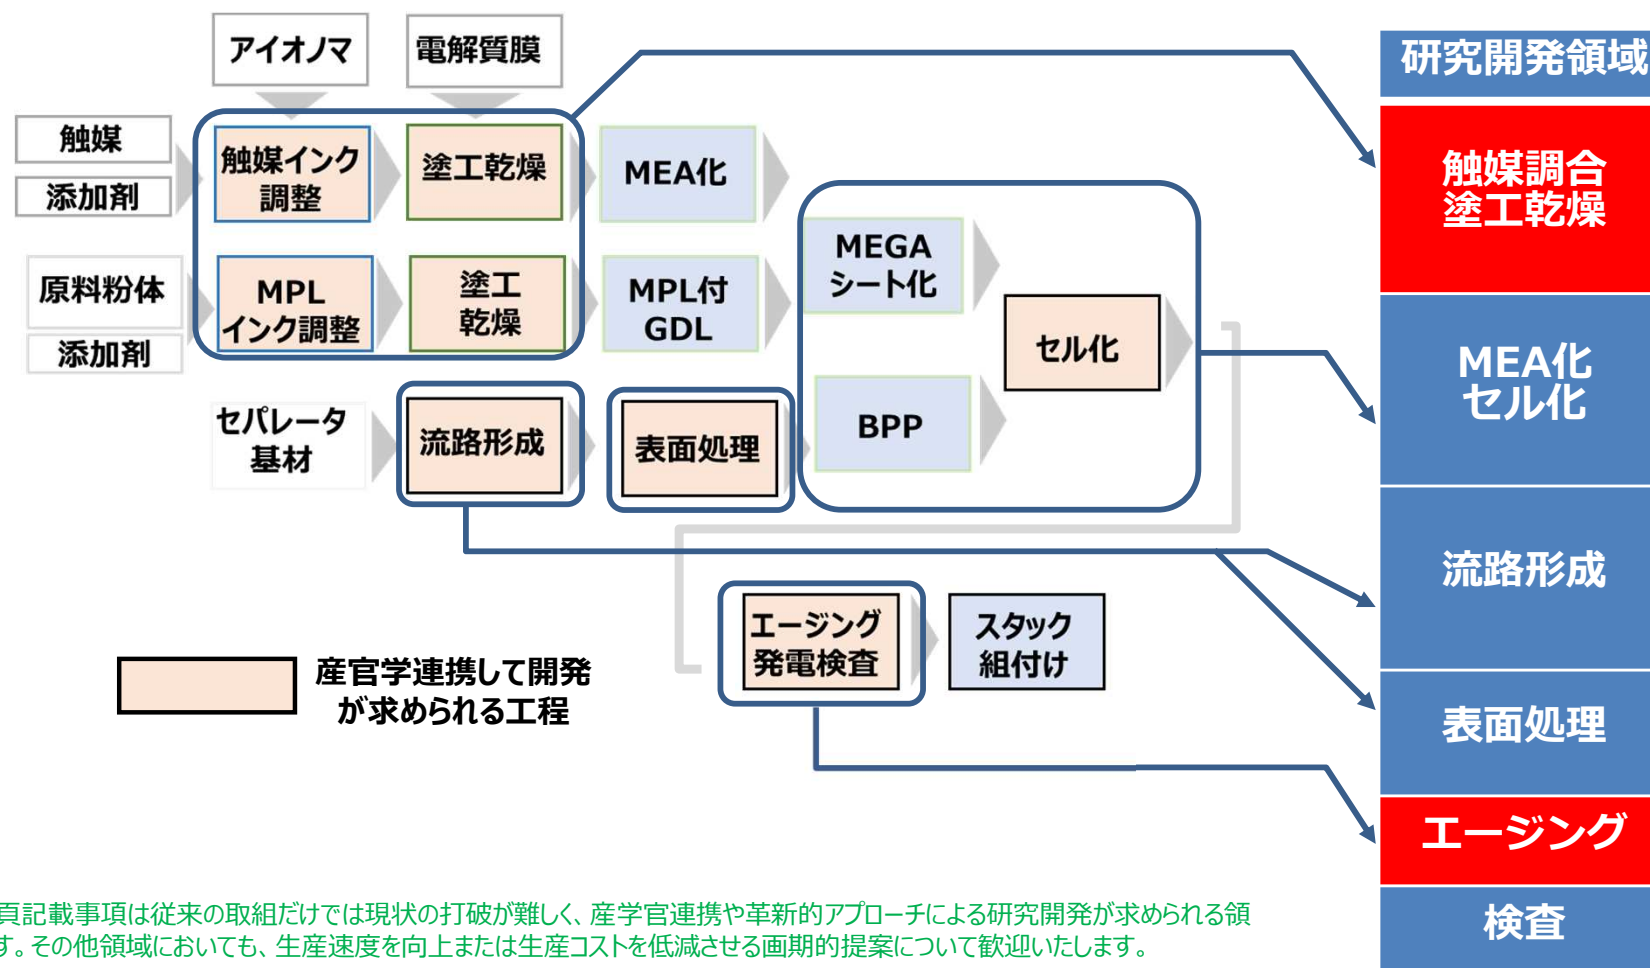 アイオノマ
電解質膜
触媒
添加剤
触媒インク
調整
塗工乾燥
MEA化
原料粉体
添加剤
MPL
インク調整
塗工
乾燥
MPL付
GDL
MEGA
シート化
セル化
セパレータ
基材
流路形成
表面処理
BPP
エージング
発電検査
スタック
組付け
産官学連携して開発
が求められる工程
研究開発領域
触媒調合
塗工乾燥
MEA化
セル化
流路形成
表面処理
エージング
検査
頁記載事項は従来の取組だけでは現状の打破が難しく、産学官連携や革新的アプローチによる研究開発が求められる領
す。その他領域においても、生産速度を向上または生産コストを低減させる画期的提案について歓迎いたします。